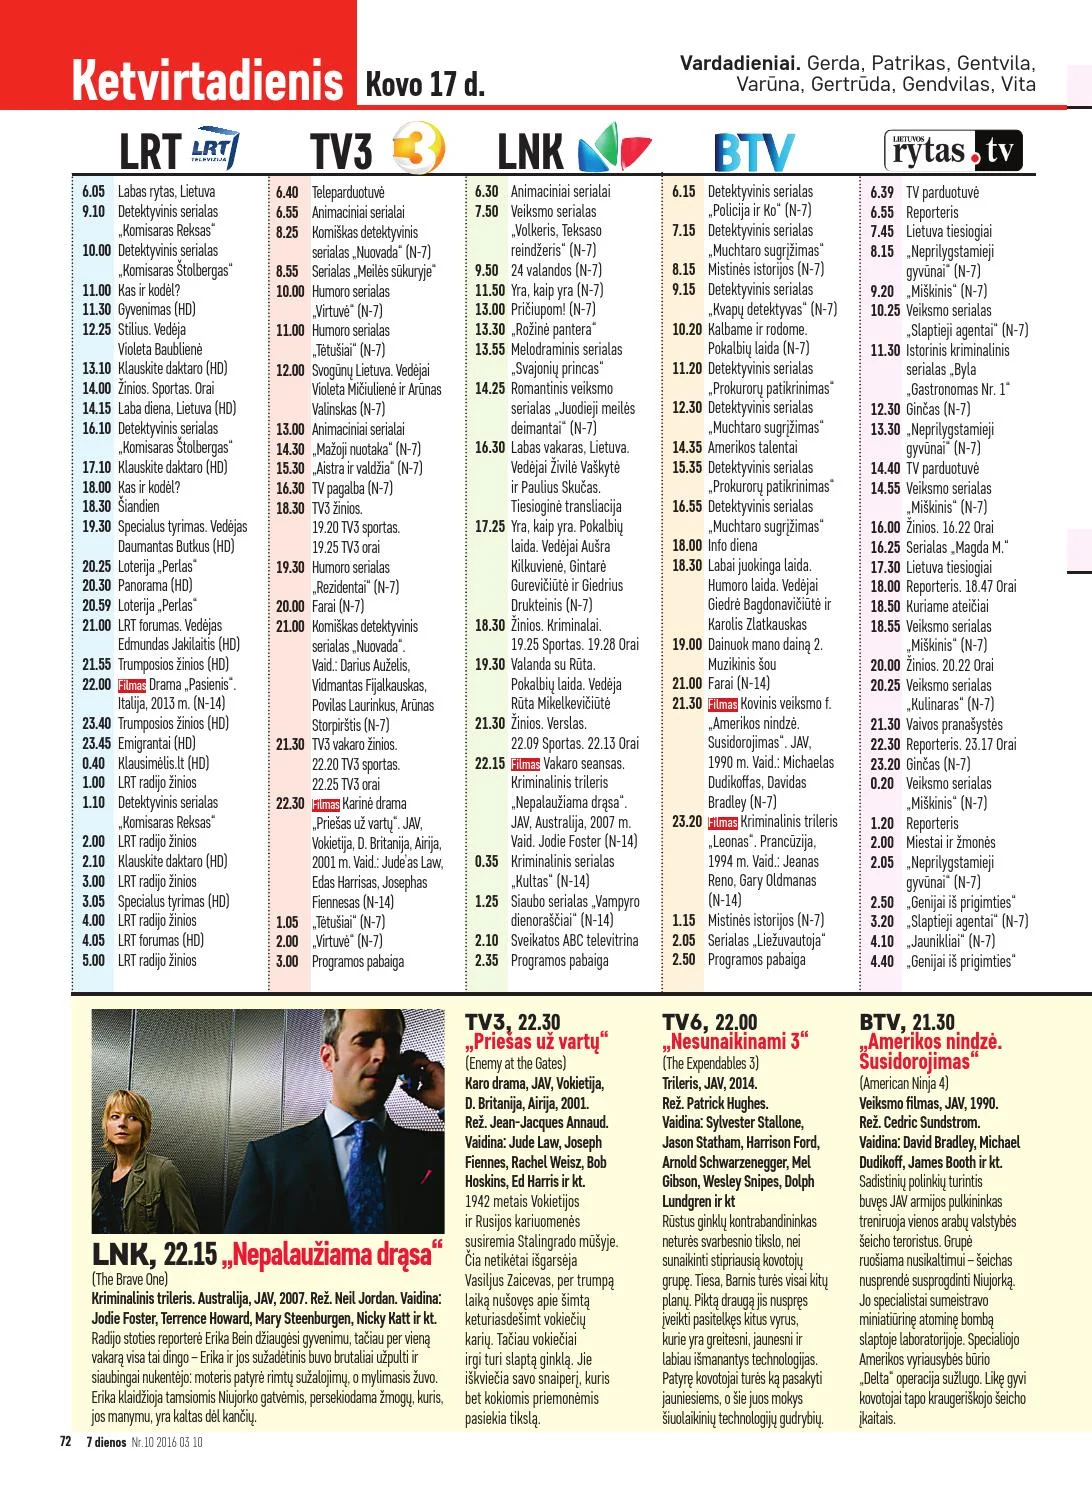 Ketvirtadienis Kovo 17 d.
Vardadieniai. Gerda, Patrikas, Gentvila,
Varūna, Gertrūda, Gendvilas, Vita
LRT LRT TELEVIZIJA
6.05 Labas rytas, Lietuva
9.10 Detektyvinis serialas
„Komisaras Reksas“
10.00 Detektyvinis serialas
„Komisaras Štolbergas“
11.00 Kas ir kodėl?
11.30 Gyvenimas (HD)
12.25 Stilius. Vedėja
Violeta Baublienė
13.10 Klauskite daktaro (HD)
14.00 Žinios. Sportas. Orai
14.15 Laba diena, Lietuva (HD)
16.10 Detektyvinis serialas
„Komisaras Štolbergas“
17.10 Klauskite daktaro (HD)
18.00 Kas ir kodėl?
18.30 Šiandien
19.30 Specialus tyrimas. Vedėjas
Daumantas Butkus (HD)
20.25 Loterija „Perlas“
20.30 Panorama (HD)
20.59 Loterija „Perlas“
21.00 LRT forumas. Vedėjas
Edmundas Jakilaitis (HD)
21.55 Trumposios žinios (HD)
22.00 Filmas Drama „Pasienis“.
Italija, 2013 m. (N-14)
23.40 Trumposios žinios (HD)
23.45 Emigrantai (HD)
0.40 Klausimėlis.lt (HD)
1.00 LRT radijo žinios
1.10 Detektyvinis serialas
„Komisaras Reksas“
2.00 LRT radijo žinios
2.10 Klauskite daktaro (HD)
3.00 LRT radijo žinios
3.05 Specialus tyrimas (HD)
4.00 LRT radijo žinios
4.05 LRT forumas (HD)
5.00 LRT radijo žinios
TV3 3
6.40 Teleparduotuvė
6.55 Animaciniai serialai
8.25 Komiškas detektyvinis
serialas „Nuovada“ (N-7)
8.55 Serialas „Meilės sūkuryje“
10.00 Humoro serialas
„Virtuvė“ (N-7)
11.00 Humoro serialas
„Tėtušiai“ (N-7)
12.00 Svogūnų Lietuva. Vedėjai
Violeta Mičiulienė ir Arūnas
Valinskas (N-7)
13.00 Animaciniai serialai
14.30 „Mažoji nuotaka“ (N-7)
15.30 „Aistra ir valdžia“ (N-7)
16.30 TV pagalba (N-7)
18.30 TV3 žinios.
19.20 TV3 sportas.
19.25 TV3 orai
19.30 Humoro serialas
„Rezidentai“ (N-7)
20.00 Farai (N-7)
21.00 Komiškas detektyvinis
serialas „Nuovada“.
Vaid.: Darius Auželis,
Vidmantas Fijalkauskas,
Povilas Laurinkus, Arūnas
Storpirštis (N-7)
21.30 TV3 vakaro žinios.
22.20 TV3 sportas.
22.25 TV3 orai
22.30 Filmas Karinė drama
„Priešas už vartų“. JAV,
Vokietija, D. Britanija, Airija,
2001 m. Vaid.: Jude'as Law,
Edas Harrisas, Josephas
Fiennesas (N-14)
1.05 „Tėtušiai“ (N-7)
2.00 „Virtuvė“ (N-7)
3.00 Programos pabaiga
LNK
6.30 Animaciniai serialai
7.50 Veiksmo serialas
„Volkeris, Teksaso
reindžeris“ (N-7)
9.50 24 valandos (N-7)
11.50 Yra, kaip yra (N-7)
13.00 Pričiupom! (N-7)
13.30 „Rožinė pantera“
13.55 Melodraminis serialas
„Svajonių princas“
14.25 Romantinis veiksmo
serialas „Juodieji meilės
deimantai“ (N-7)
16.30 Labas vakaras, Lietuva.
Vedėjai Živilė Vaškytė
ir Paulius Skučas.
Tiesioginė transliacija
17.25 Yra, kaip yra. Pokalbių
laida. Vedėjai Aušra
Kilkuvienė, Gintarė
Gurevičiūtė ir Giedrius
Drukteinis (N-7)
18.30 Žinios. Kriminalai.
19.25 Sportas. 19.28 Orai
19.30 Valanda su Rūta.
Pokalbių laida. Vedėja
Rūta Mikelkevičiūtė
21.30 Žinios. Verslas.
22.09 Sportas. 22.13 Orai
22.15 Filmas Vakaro seansas.
Kriminalinis trileris
„Nepalaužiama drąsa“.
JAV, Australija, 2007 m.
Vaid. Jodie Foster (N-14)
0.35 Kriminalinis serialas
„Kultas“ (N-14)
1.25 Siaubo serialas „Vampyro
dienoraščiai“ (N-14)
2.10 Sveikatos ABC televitrina
2.35 Programos pabaiga
BTV
6.15 Detektyvinis serialas
„Policija ir Ko“ (N-7)
7.15 Detektyvinis serialas
„Muchtaro sugrįžimas“
8.15 Mistinės istorijos (N-7)
9.15 Detektyvinis serialas
„Kvapų detektyvas“ (N-7)
10.20 Kalbame ir rodome.
Pokalbių laida (N-7)
11.20 Detektyvinis serialas
„Prokurorų patikrinimas“
12.30 Detektyvinis serialas
„Muchtaro sugrįžimas“
14.35 Amerikos talentai
15.35 Detektyvinis serialas
„Prokurorų patikrinimas“
16.55 Detektyvinis serialas
„Muchtaro sugrįžimas“
18.00 Info diena
18.30 Labai juokinga laida.
Humoro laida. Vedėjai
Giedrė Bagdonavičiūtė ir
Karolis Zlatkauskas
19.00 Dainuok mano dainą 2.
Muzikinis šou
21.00 Farai (N-14)
21.30 Filmas Kovinis veiksmo f.
„Amerikos nindzė.
Susidorojimas“. JAV,
1990 m. Vaid.: Michaelas
Dudikoffas, Davidas
Bradley (N-7)
23.20 Filmas Kriminalinis trileris
„Leonas“. Prancūzija,
1994 m. Vaid.: Jeanas
Reno, Gary Oldmanas
(N-14)
1.15 Mistinės istorijos (N-7)
2.05 Serialas „Liežuvautoja“
2.50 Programos pabaiga
LIETUVOS rytas.tv
6.39 TV parduotuvė
6.55 Reporteris
7.45 Lietuva tiesiogiai
8.15 „Neprilygstamieji
gyvūnai“ (N-7)
9.20 „Miškinis“ (N-7)
10.25 Veiksmo serialas
„Slaptieji agentai“ (N-7)
11.30 Istorinis kriminalinis
serialas „Byla
„Gastronomas Nr. 1“
12.30 Ginčas (N-7)
13.30 „Neprilygstamieji
gyvūnai“ (N-7)
14.40 TV parduotuvė
14.55 Veiksmo serialas
„Miškinis“ (N-7)
16.00 Žinios. 16.22 Orai
16.25 Serialas „Magda M.“
17.30 Lietuva tiesiogiai
18.00 Reporteris. 18.47 Orai
18.50 Kuriame ateičiai
18.55 Veiksmo serialas
„Miškinis“ (N-7)
20.00 Žinios. 20.22 Orai
20.25 Veiksmo serialas
„Kulinaras“ (N-7)
21.30 Vaivos pranašystės
22.30 Reporteris. 23.17 Orai
23.20 Ginčas (N-7)
0.20 Veiksmo serialas
„Miškinis“ (N-7)
1.20 Reporteris
2.00 Miestai ir žmonės
2.05 „Neprilygstamieji
gyvūnai“ (N-7)
2.50 „Genijai iš prigimties“
3.20 „Slaptieji agentai“ (N-7)
4.10 „Jaunikliai“ (N-7)
4.40 „Genijai iš prigimties“
LNK, 22.15 „Nepalaužiama drąsa“
(The Brave One)
Kriminalinis trileris. Australija, JAV, 2007. Rež. Neil Jordan. Vaidina:
Jodie Foster, Terrence Howard, Mary Steenburgen, Nicky Katt ir kt.
Radijo stoties reporterė Erika Bein džiaugėsi gyvenimu, tačiau per vieną
vakarą visa tai dingo – Erika ir jos sužadėtinis buvo brutaliai užpulti ir
siaubingai nukentėjo: moteris patyrė rimtų sužalojimų, o mylimasis žuvo.
Erika klaidžioja tamsiomis Niujorko gatvėmis, persekiodama žmogų, kuris,
jos manymu, yra kaltas dėl kančių.
TV3, 22.30
„Priešas už vartų“
(Enemy at the Gates)
Karo drama, JAV, Vokietija,
D. Britanija, Airija, 2001.
Rež. Jean-Jacques Annaud.
Vaidina: Jude Law, Joseph
Fiennes, Rachel Weisz, Bob
Hoskins, Ed Harris ir kt.
1942 metais Vokietijos
ir Rusijos kariuomenės
susiremia Stalingrado mūšyje.
Čia netikėtai išgarsėja
Vasiljus Zaicevas, per trumpą
laiką nušovęs apie šimtą
keturiasdešimt vokiečių
karių. Tačiau vokiečiai
irgi turi slaptą ginklą. Jie
iškviečia savo snaiperį, kuris
bet kokiomis priemonėmis
pasiekia tikslą.
TV6, 22.00
„Nesunaikinami 3“
(The Expendables 3)
Trileris, JAV, 2014.
Rež. Patrick Hughes.
Vaidina: Sylvester Stallone,
Jason Statham, Harrison Ford,
Arnold Schwarzenegger, Mel
Gibson, Wesley Snipes, Dolph
Lundgren ir kt
Rūstus ginklų kontrabandininkas
neturės svarbesnio tikslo, nei
sunaikinti stipriausią kovotojų
grupę. Tiesa, Barnis turės visai kitų
planų. Piktą draugą jis nuspręs
įveikti pasitelkęs kitus vyrus,
kurie yra greitesni, jaunesni ir
labiau išmanantys technologijas.
Patyrę kovotojai turės ką pasakyti
jauniesiems, o šie juos mokys
šiuolaikinių technologijų gudrybių.
BTV, 21.30
„Amerikos nindzė.
Susidorojimas“
(American Ninja 4)
Veiksmo filmas, JAV, 1990.
Rež. Cedric Sundstrom.
Vaidina: David Bradley, Michael
Dudikoff, James Booth ir kt.
Sadistinių polinkių turintis
buvęs JAV armijos pulkininkas
treniruoja vienos arabų valstybės
šeicho teroristus. Grupė
ruošiama nusikaltimui – šeichas
nusprendė susprogdinti Niujorką.
Jo specialistai sumeistravo
miniatiūrinę atominę bombą
slaptoje laboratorijoje. Specialiojo
Amerikos vyriausybės būrio
„Delta“ operacija sužlugo. Likę gyvi
kovotojai tapo kraugeriškojo šeicho
įkaitais.
72 7 dienos Nr.10 2016 03 10